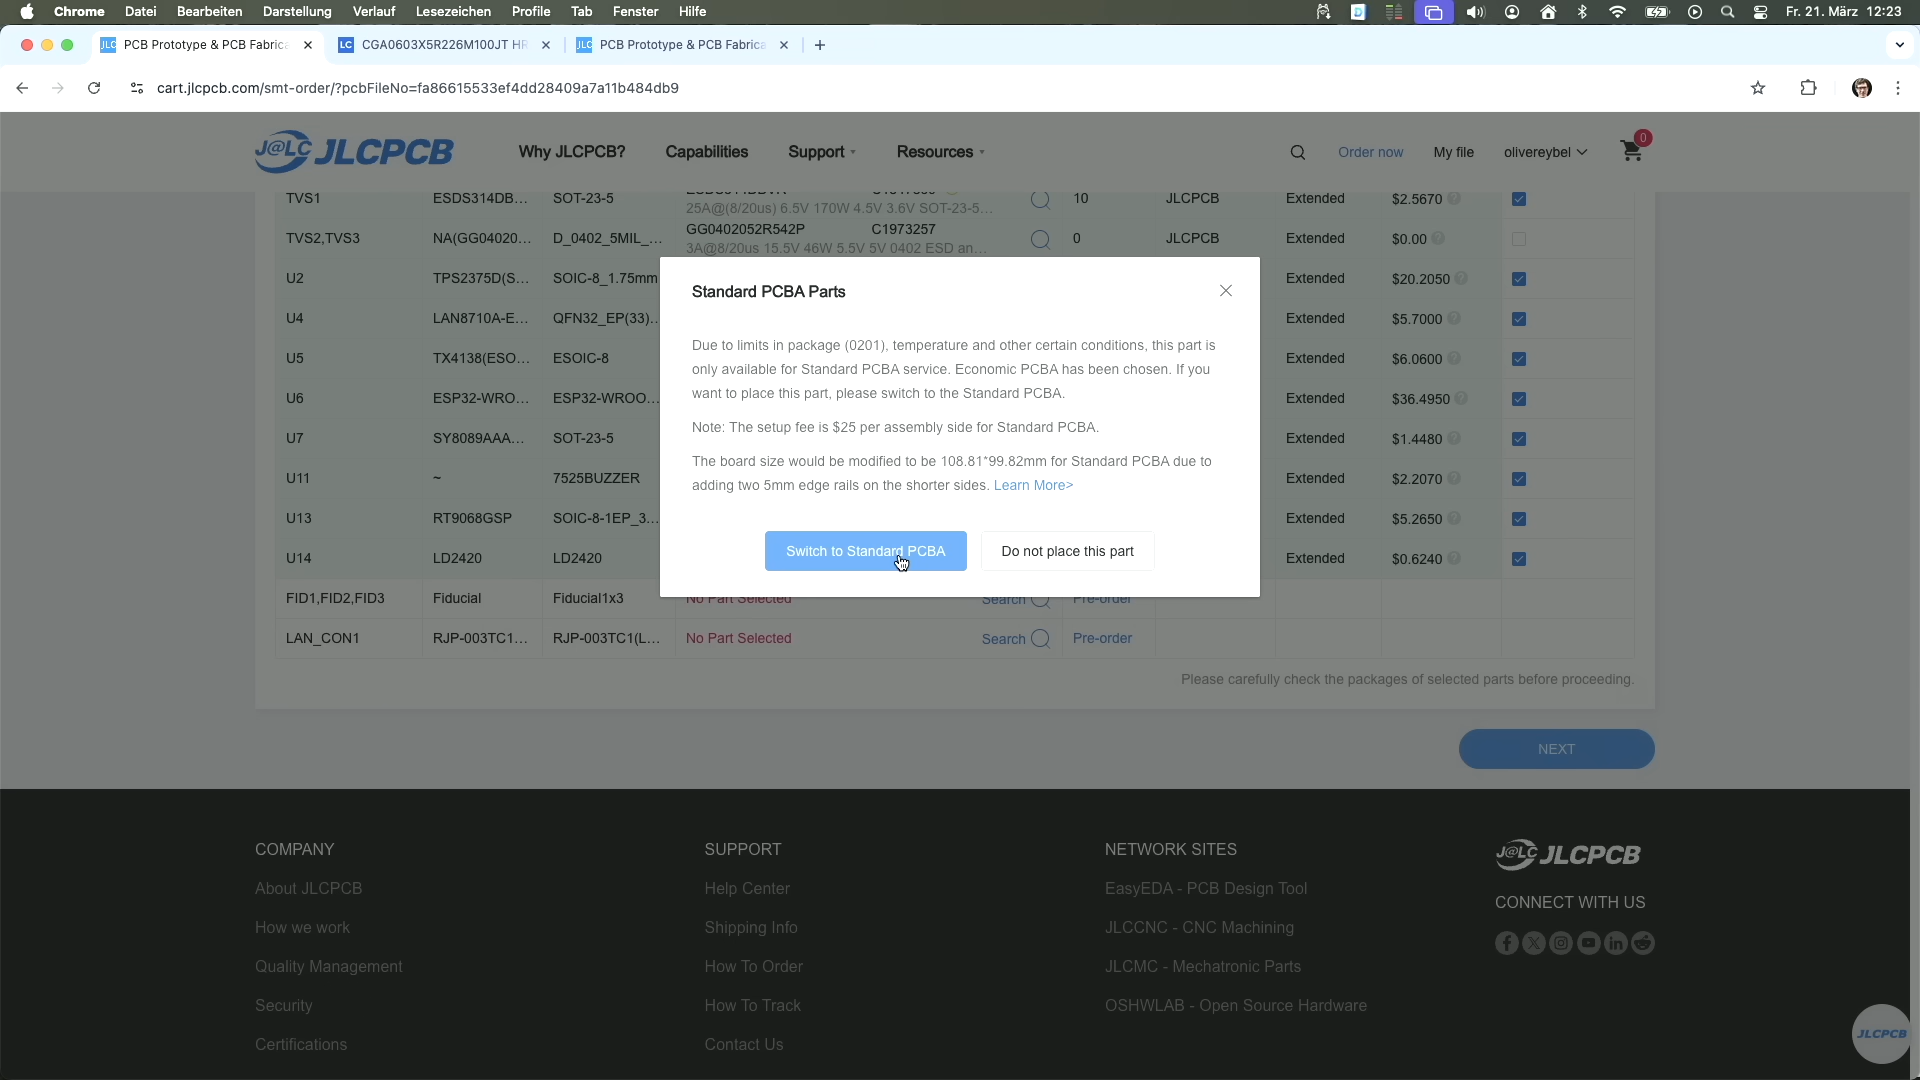 Chrome Datei Bearbeiten Darstellung Verlauf Lesezeichen Profile Tab Fenster Hilfe Fr. 21. März 12:23
PCB Prototype & PCB Fabrica CGA0603X5R226M100JT HR PCB Prototype & PCB Fabrica
cart.jlcpcb.com/smt-order/?pcbFileNo=fa86615533ef4dd28409a7a11b484db9
J@LC JLCPCB Why JLCPCB? Capabilities Support Resources Order now My file olivereybel 0
TVS1 ESDS314DB... SOT-23-5 10 JLCPCB Extended $2.5670
25A@(8/20us) 6.5V 170W 4.5V 3.6V SOT-23-5...
TVS2,TVS3 NA(GG04020... D_0402_5MIL_... GG0402052R542P C1973257 0 JLCPCB Extended $0.00
3A@8/20us 15.5V 46W 5.5V 5V 0402 ESD an...
U2 TPS2375D(S... SOIC-8_1.75mm Extended $20.2050
U4 LAN8710A-E... QFN32_EP(33)... Extended $5.7000
U5 TX4138(ESO... ESOIC-8 Extended $6.0600
U6 ESP32-WRO... ESP32-WROO... Extended $36.4950
U7 SY8089AAA... SOT-23-5 Extended $1.4480
U11 ~ 7525BUZZER Extended $2.2070
U13 RT9068GSP SOIC-8-1EP_3... Extended $5.2650
U14 LD2420 LD2420 Extended $0.6240
FID1,FID2,FID3 Fiducial Fiducial1x3 No Part Selected Search Pre-order
LAN_CON1 RJP-003TC1... RJP-003TC1(L... No Part Selected Search Pre-order
Please carefully check the packages of selected parts before proceeding.
NEXT
Standard PCBA Parts
Due to limits in package (0201), temperature and other certain conditions, this part is
only available for Standard PCBA service. Economic PCBA has been chosen. If you
want to place this part, please switch to the Standard PCBA.
Note: The setup fee is $25 per assembly side for Standard PCBA.
The board size would be modified to be 108.81*99.82mm for Standard PCBA due to
adding two 5mm edge rails on the shorter sides. Learn More>
Switch to Standard PCBA Do not place this part
COMPANY
About JLCPCB
How we work
Quality Management
Security
Certifications
SUPPORT
Help Center
Shipping Info
How To Order
How To Track
Contact Us
NETWORK SITES
EasyEDA - PCB Design Tool
JLCCNC - CNC Machining
JLCMC - Mechatronic Parts
OSHWLAB - Open Source Hardware
J@LC JLCPCB
CONNECT WITH US
JLCPCB